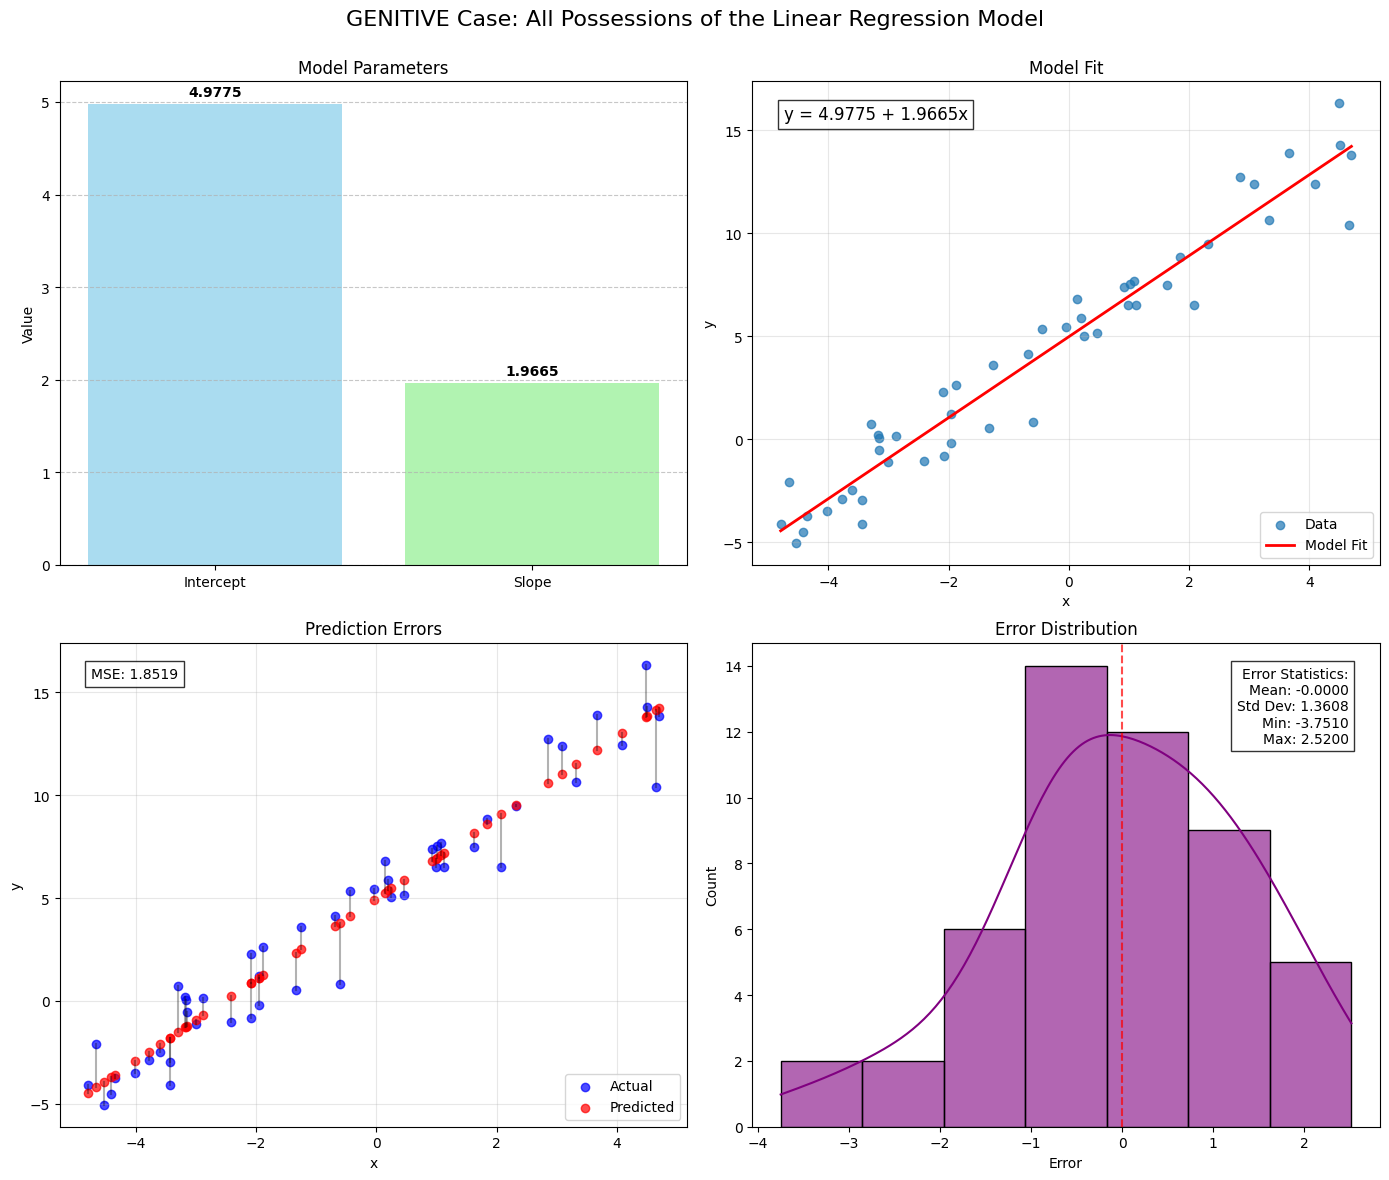 GENITIVE Case: All Possessions of the Linear Regression Model
Model Parameters
4.9775
1.9665
5
4
3
2
1
0
Value
Intercept
Slope
Model Fit
y = 4.9775 + 1.9665x
15
10
5
0
−5
y
−4
−2
0
2
4
x
Data
Model Fit
Prediction Errors
MSE: 1.8519
15
10
5
0
−5
y
−4
−2
0
2
4
x
Actual
Predicted
Error Distribution
Error Statistics:
Mean: -0.0000
Std Dev: 1.3608
Min: -3.7510
Max: 2.5200
14
12
10
8
6
4
2
0
Count
−4
−3
−2
−1
0
1
2
Error